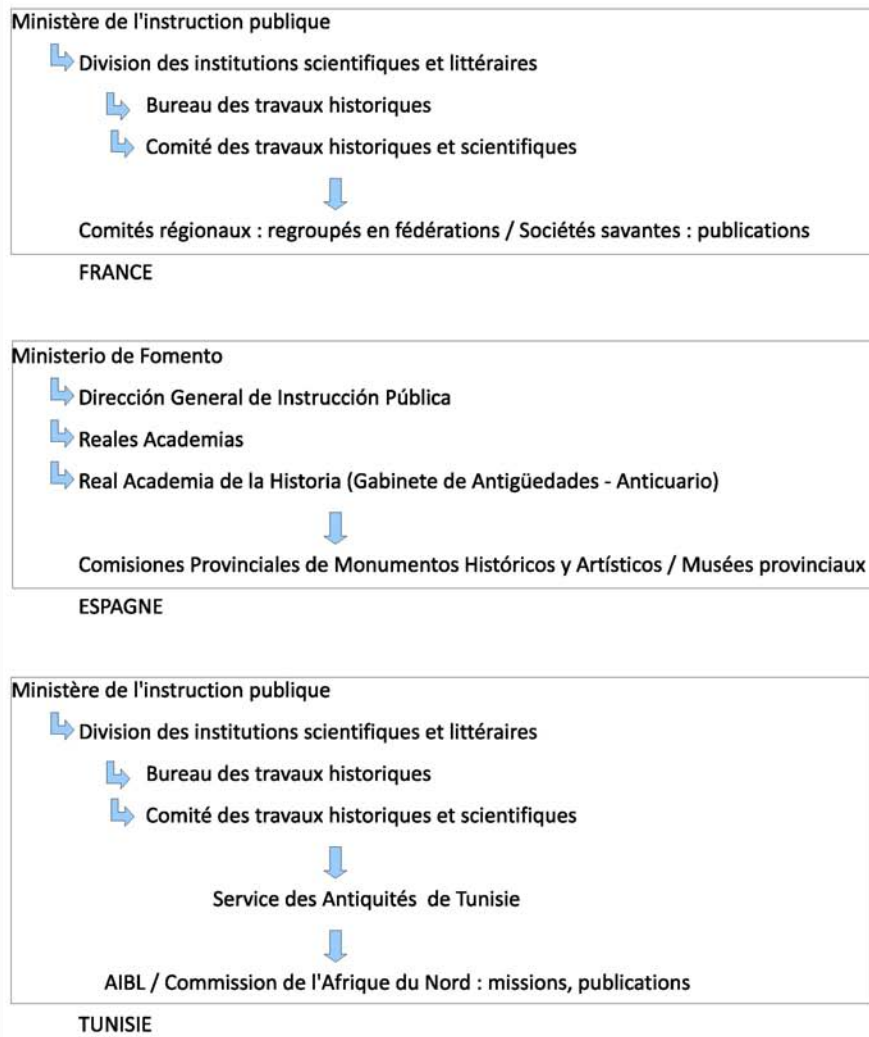 Ministère de l'instruction publique
Division des institutions scientifiques et littéraires
Bureau des travaux historiques
Comité des travaux historiques et scientifiques
Comités régionaux : regroupés en fédérations / Sociétés savantes : publications
FRANCE
Ministerio de Fomento
Dirección General de Instrucción Pública
Reales Academias
Real Academia de la Historia (Gabinete de Antigüedades - Anticuario)
Comisiones Provinciales de Monumentos Históricos y Artísticos / Musées provinciaux
ESPAGNE
Ministère de l'instruction publique
Division des institutions scientifiques et littéraires
Bureau des travaux historiques
Comité des travaux historiques et scientifiques
Service des Antiquités de Tunisie
AIBL / Commission de l'Afrique du Nord : missions, publications
TUNISIE